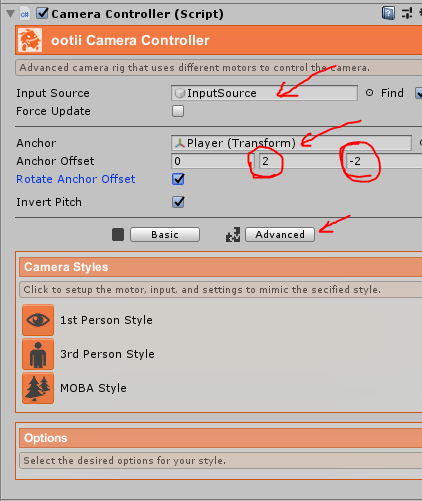 Camera Controller (Script)
ootii Camera Controller
Advanced camera rig that uses different motors to control the camera.
Input Source InputSource Find
Force Update
Anchor Player (Transform)
Anchor Offset 0 2 -2
Rotate Anchor Offset
Invert Pitch
Basic Advanced
Camera Styles
Click to setup the motor, input, and settings to mimic the secified style.
1st Person Style
3rd Person Style
MOBA Style
Options
Select the desired options for your style.